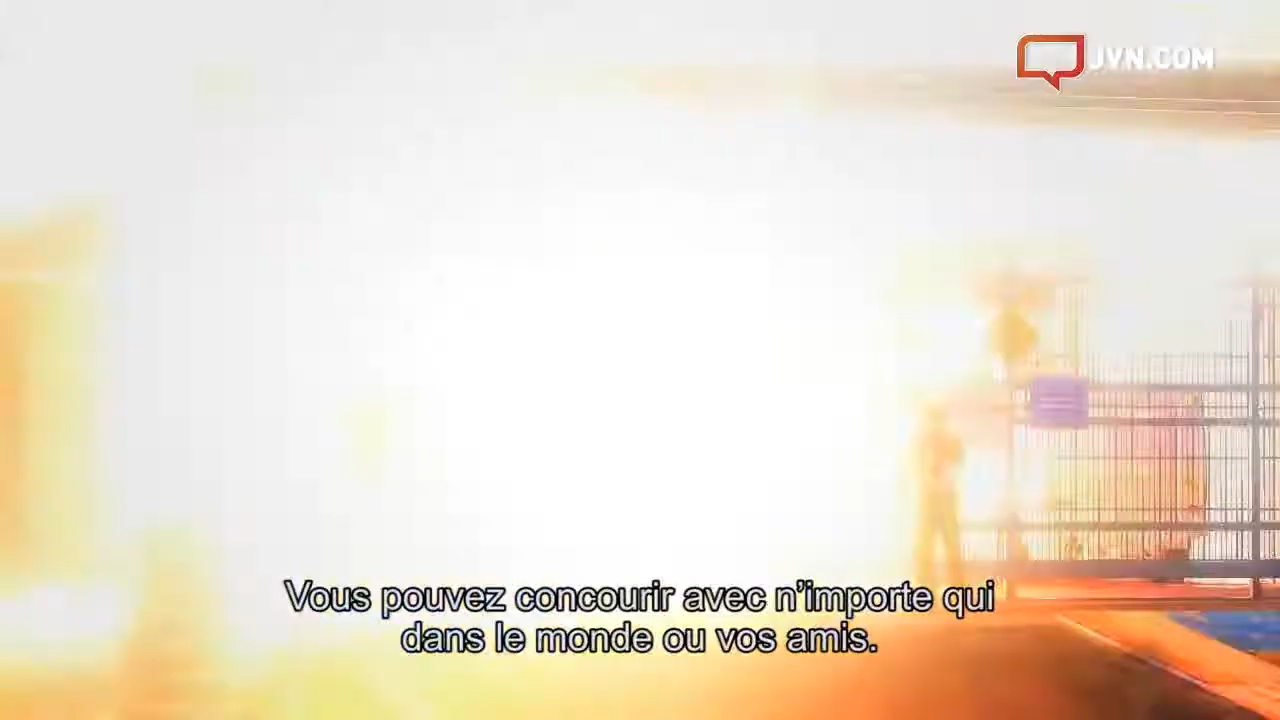 JVN.COM
Vous pouvez concourir avec n’importe qui
dans le monde ou vos amis.